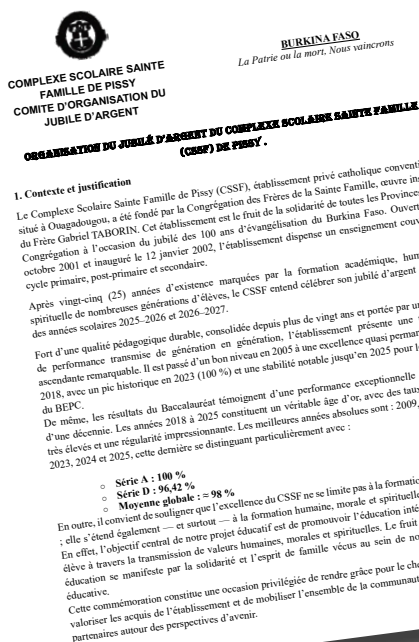 COMPLEXE SCOLAIRE SAINTE
FAMILLE DE PISSY
COMITE D'ORGANISATION DU
JUBILE D'ARGENT
BURKINA FASO
La Patrie ou la mort. Nous vaincrons
ORGANISATION DU JUBILÉ D'ARGENT DU COMPLEXE SCOLAIRE SAINTE FAMILLE
(CSSF) DE PISSY .
1. Contexte et justification
Le Complexe Scolaire Sainte Famille de Pissy (CSSF), établissement privé catholique conventi
situé à Ouagadougou, a été fondé par la Congrégation des Frères de la Sainte Famille, œuvre ins
du Frère Gabriel TABORIN. Cet établissement est le fruit de la solidarité de toutes les Provinces
Congrégation à l'occasion du jubilé des 100 ans d'évangélisation du Burkina Faso. Ouvert
octobre 2001 et inauguré le 12 janvier 2002, l'établissement dispense un enseignement couv
cycle primaire, post-primaire et secondaire.
Après vingt-cinq (25) années d'existence marquées par la formation académique, hum
spirituelle de nombreuses générations d'élèves, le CSSF entend célébrer son jubilé d'argent
des années scolaires 2025–2026 et 2026–2027.
Fort d'une qualité pédagogique durable, consolidée depuis plus de vingt ans et portée par un
de performance transmise de génération en génération, l'établissement présente une
ascendante remarquable. Il est passé d'un bon niveau en 2005 à une excellence quasi perman
2018, avec un pic historique en 2023 (100 %) et une stabilité notable jusqu'en 2025 pour l
du BEPC.
De même, les résultats du Baccalauréat témoignent d'une performance exceptionnelle
d'une décennie. Les années 2018 à 2025 constituent un véritable âge d'or, avec des taux
très élevés et une régularité impressionnante. Les meilleures années absolues sont : 2009,
2023, 2024 et 2025, cette dernière se distinguant particulièrement avec :
○ Série A : 100 %
○ Série D : 96,42 %
○ Moyenne globale : ≈ 98 %
En outre, il convient de souligner que l'excellence du CSSF ne se limite pas à la formation
; elle s'étend également — et surtout — à la formation humaine, morale et spirituelle
En effet, l'objectif central de notre projet éducatif est de promouvoir l'éducation inté
élève à travers la transmission de valeurs humaines, morales et spirituelles. Le fruit
éducation se manifeste par la solidarité et l'esprit de famille vécus au sein de no
éducative.
Cette commémoration constitue une occasion privilégiée de rendre grâce pour le che
valoriser les acquis de l'établissement et de mobiliser l'ensemble de la communaut
partenaires autour des perspectives d'avenir.